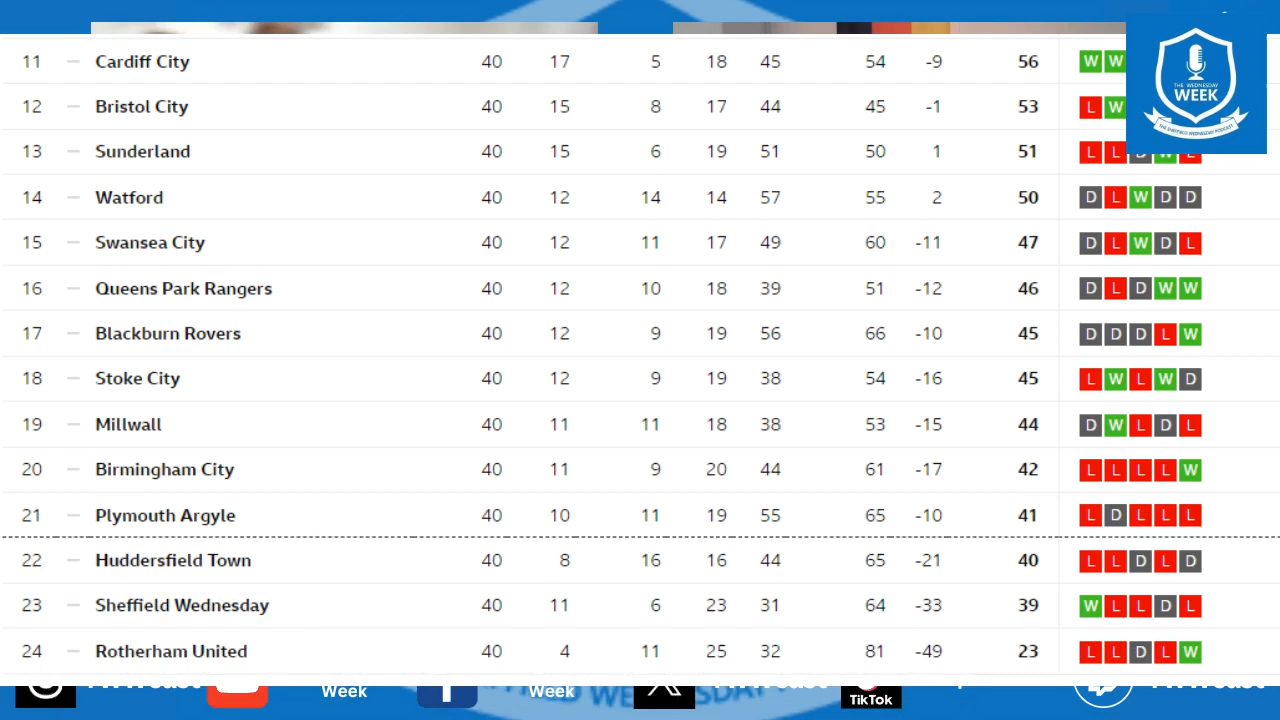 11 Cardiff City 40 17 5 18 45 54 -9 56 W W
12 Bristol City 40 15 8 17 44 45 -1 53 L W
13 Sunderland 40 15 6 19 51 50 1 51 L L D W L
14 Watford 40 12 14 14 57 55 2 50 D L W D D
15 Swansea City 40 12 11 17 49 60 -11 47 D L W D L
16 Queens Park Rangers 40 12 10 18 39 51 -12 46 D L D W W
17 Blackburn Rovers 40 12 9 19 56 66 -10 45 D D D L W
18 Stoke City 40 12 9 19 38 54 -16 45 L W L W D
19 Millwall 40 11 11 18 38 53 -15 44 D W L D L
20 Birmingham City 40 11 9 20 44 61 -17 42 L L L L W
21 Plymouth Argyle 40 10 11 19 55 65 -10 41 L D L L L
22 Huddersfield Town 40 8 16 16 44 65 -21 40 L L D L D
23 Sheffield Wednesday 40 11 6 23 31 64 -33 39 W L L D L
24 Rotherham United 40 4 11 25 32 81 -49 23 L L D L W
THE WEDNESDAY
WEEK
THE SHEFFIELD WEDNESDAY PODCAST
Week
Week
TikTok